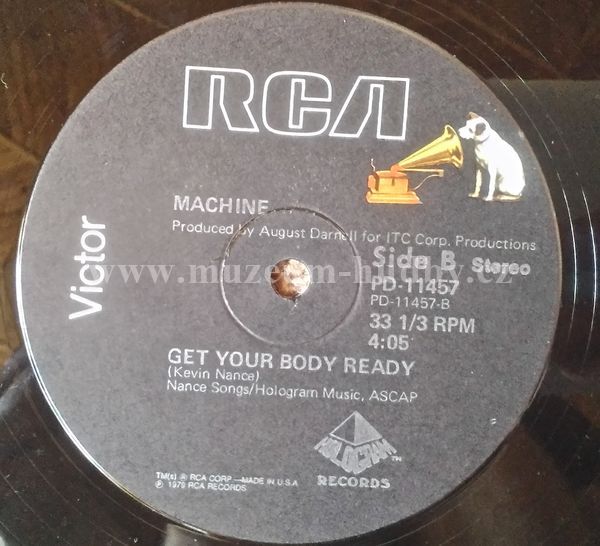 RCA
Victor
MACHINE
Produced by August Darnell for ITC Corp. Productions
Side B Stereo
PD-11457
PD-11457-B
33 1/3 RPM
4:05
www.muzeum-hudby.cz
GET YOUR BODY READY
(Kevin Nance)
Nance Songs/Hologram Music, ASCAP
HOLOGRAM TM
RECORDS
TM(s) ® RCA CORP.—MADE IN U.S.A
℗ 1979 RCA RECORDS